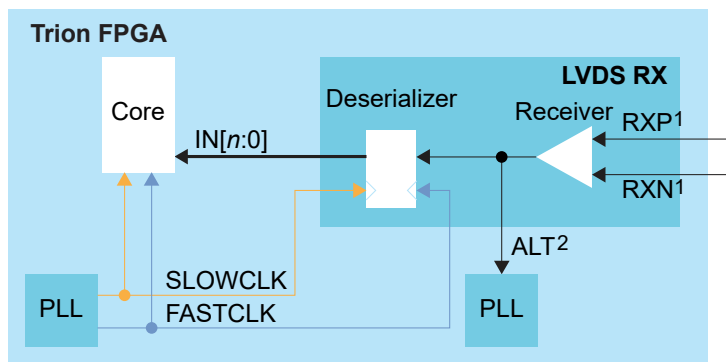 Trion FPGA
LVDS RX
Core
Deserializer
Receiver
RXP1
IN[n:0]
RXN1
ALT2
SLOWCLK
PLL
PLL
FASTCLK